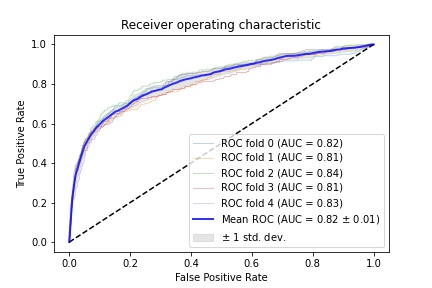 Receiver operating characteristic
1.0
0.8
0.6
0.4
0.2
0.0
True Positive Rate
ROC fold 0 (AUC = 0.82)
ROC fold 1 (AUC = 0.81)
ROC fold 2 (AUC = 0.84)
ROC fold 3 (AUC = 0.81)
ROC fold 4 (AUC = 0.83)
Mean ROC (AUC = 0.82 ± 0.01)
± 1 std. dev.
0.0 0.2 0.4 0.6 0.8 1.0
False Positive Rate